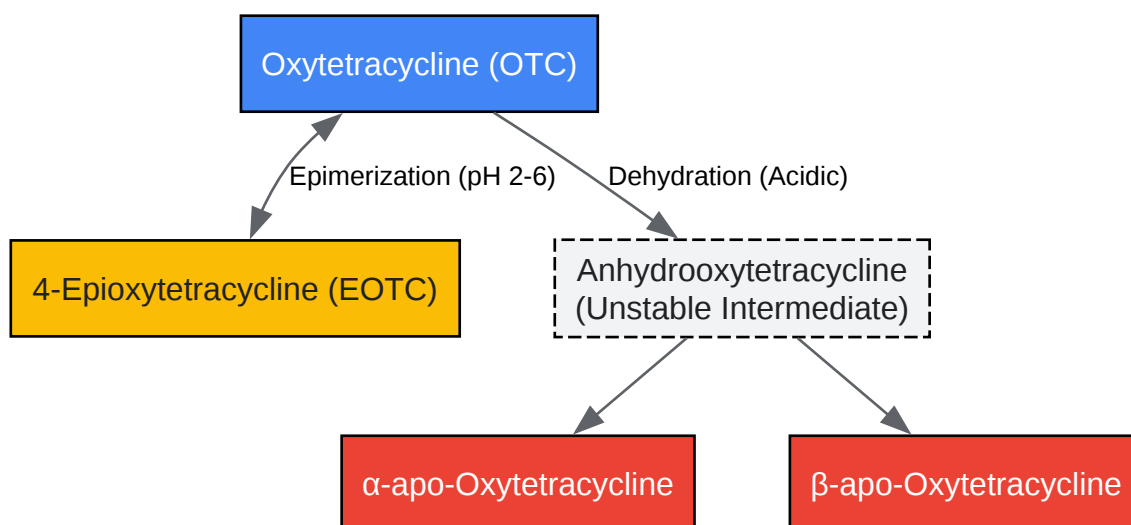 Oxytetracycline (OTC)
Epimerization (pH 2-6)
Dehydration (Acidic)
4-Epioxytetracycline (EOTC)
Anhydrooxytetracycline
(Unstable Intermediate)
α-apo-Oxytetracycline
β-apo-Oxytetracycline